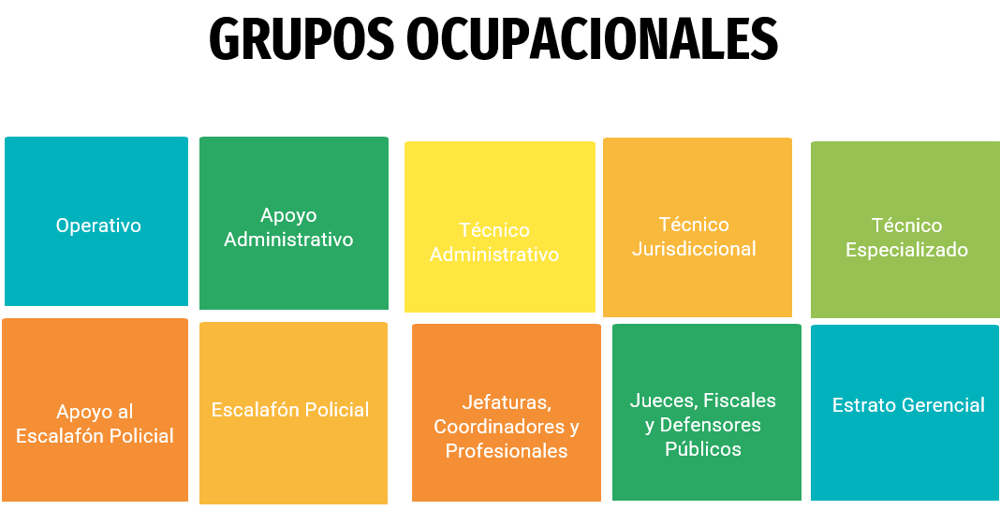 GRUPOS OCUPACIONALES
Operativo
Apoyo
Administrativo
Técnico
Administrativo
Técnico
Jurisdiccional
Técnico
Especializado
Apoyo al
Escalafón Policial
Escalafón Policial
Jefaturas,
Coordinadores y
Profesionales
Jueces, Fiscales
y Defensores
Públicos
Estrato Gerencial